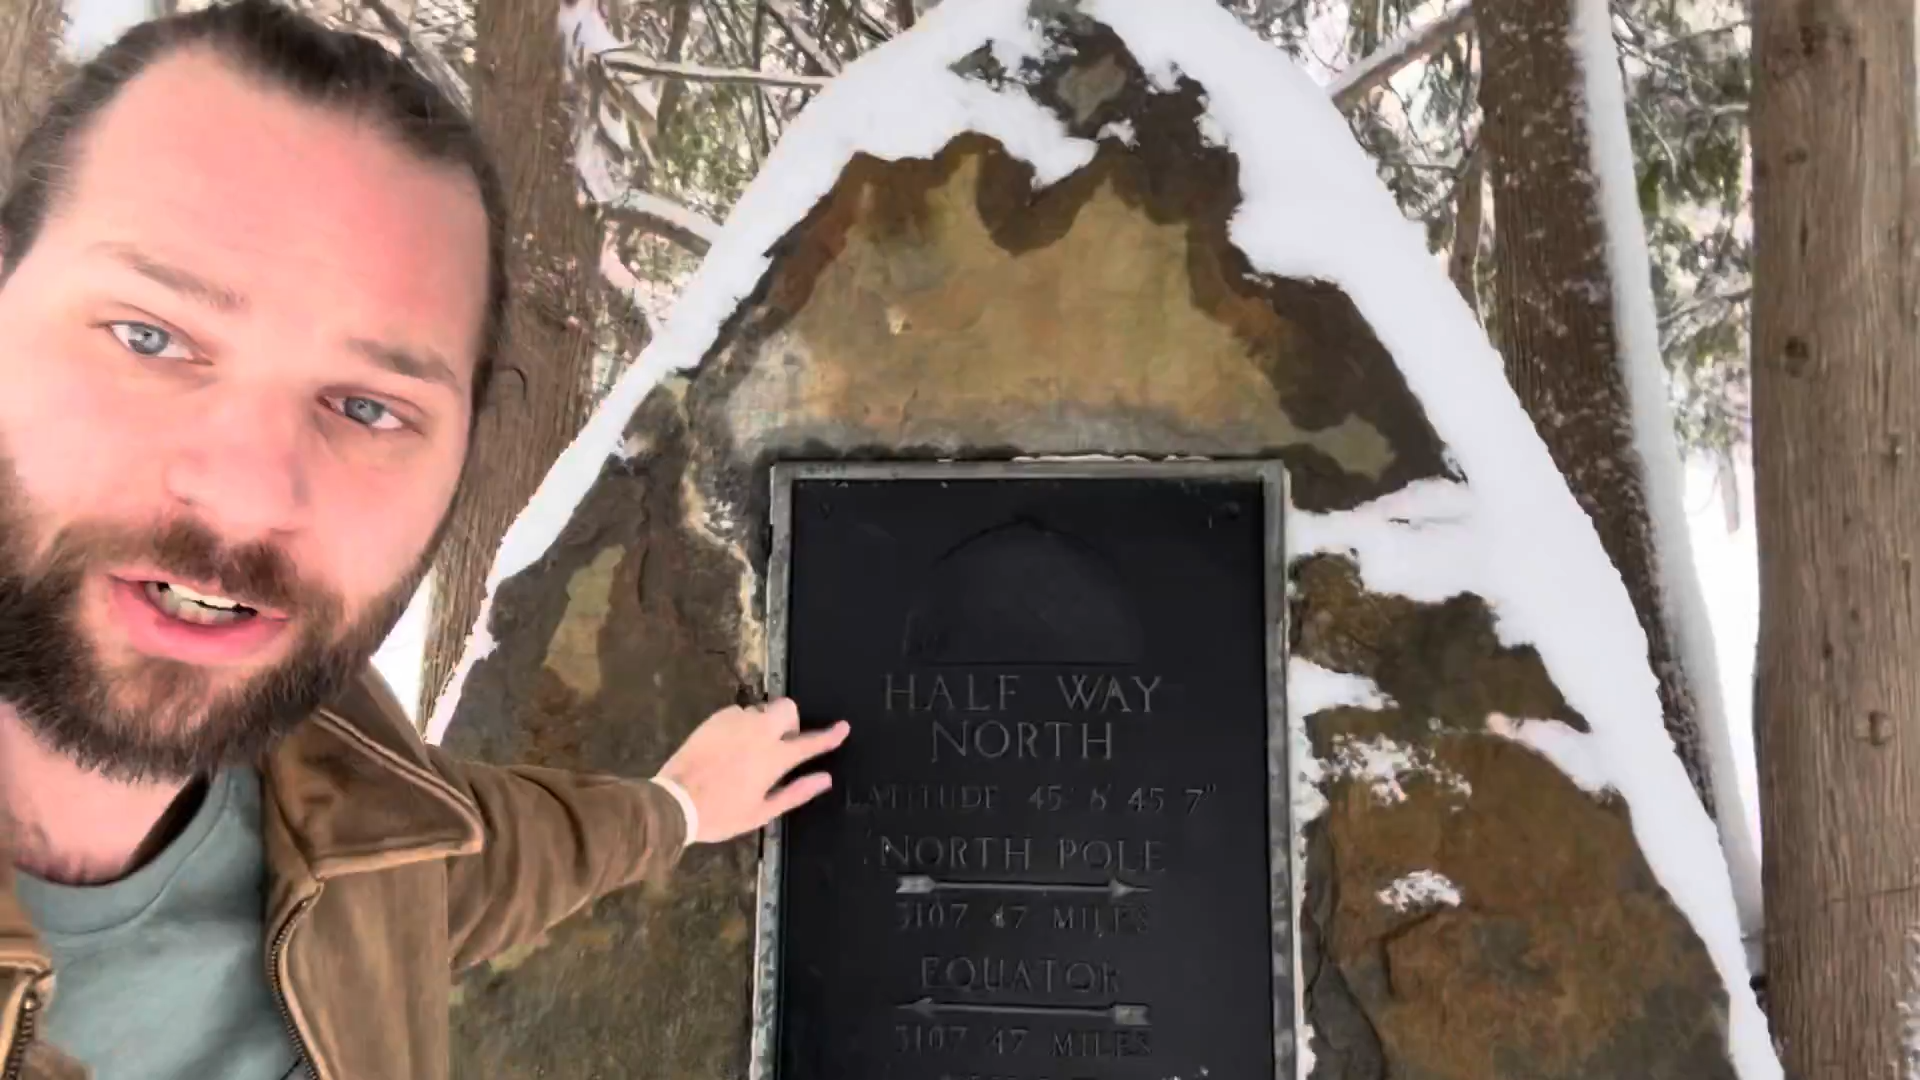 HALF WAY
NORTH
LATITUDE 45° 8' 45.7"
NORTH POLE
3107.47 MILES
EQUATOR
3107.47 MILES